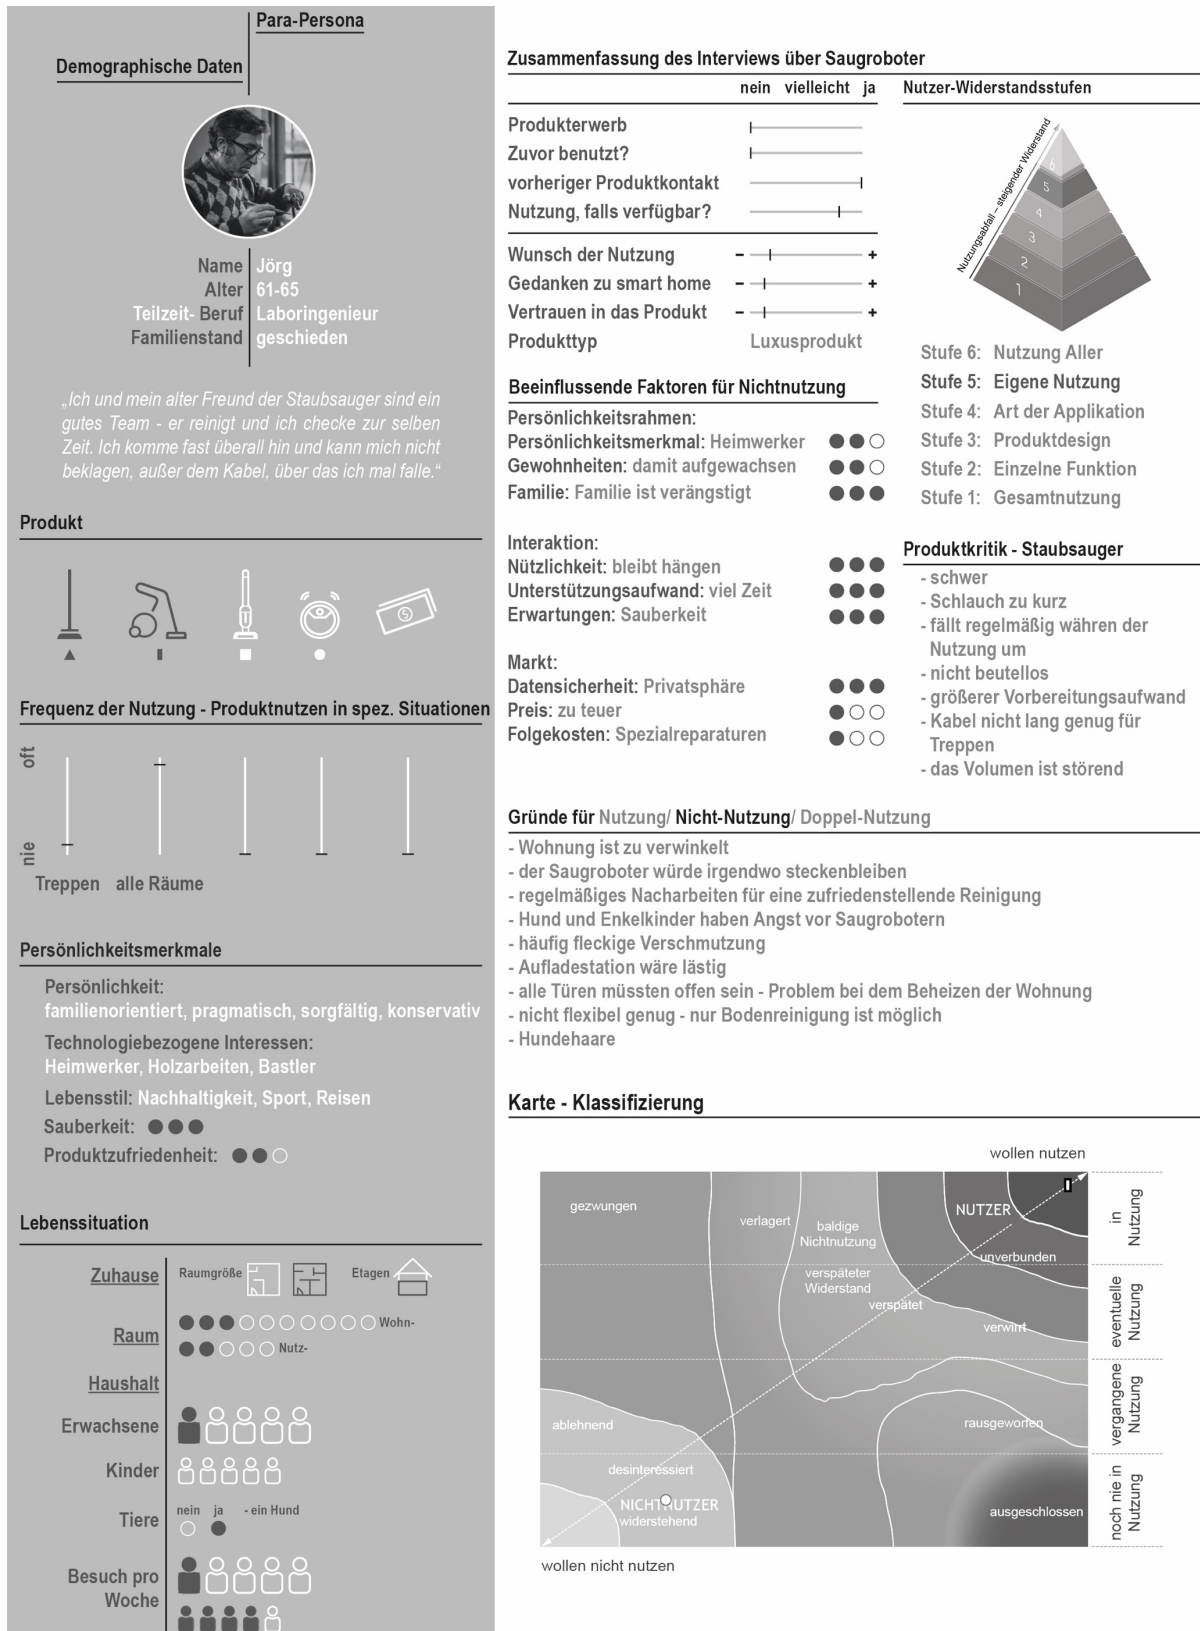 Para-Persona
Demographische Daten
Name Jörg
Alter 61-65
Teilzeit- Beruf Laboringenieur
Familienstand geschieden
„Ich und mein alter Freund der Staubsauger sind ein
gutes Team - er reinigt und ich checke zur selben
Zeit. Ich komme fast überall hin und kann mich nicht
beklagen, außer dem Kabel, über das ich mal falle.“
Produkt
Frequenz der Nutzung - Produktnutzen in spez. Situationen
oft
nie
Treppen alle Räume
Persönlichkeitsmerkmale
Persönlichkeit:
familienorientiert, pragmatisch, sorgfältig, konservativ
Technologiebezogene Interessen:
Heimwerker, Holzarbeiten, Bastler
Lebensstil: Nachhaltigkeit, Sport, Reisen
Sauberkeit:
Produktzufriedenheit:
Lebenssituation
Zuhause Raumgröße Etagen
Raum Wohn-
Nutz-
Haushalt
Erwachsene
Kinder
Tiere nein ja - ein Hund
Besuch pro
Woche
Zusammenfassung des Interviews über Saugroboter
nein vielleicht ja
Produkterwerb
Zuvor benutzt?
vorheriger Produktkontakt
Nutzung, falls verfügbar?
Wunsch der Nutzung - +
Gedanken zu smart home - +
Vertrauen in das Produkt - +
Produkttyp Luxusprodukt
Beeinflussende Faktoren für Nichtnutzung
Persönlichkeitsrahmen:
Persönlichkeitsmerkmal: Heimwerker
Gewohnheiten: damit aufgewachsen
Familie: Familie ist verängstigt
Interaktion:
Nützlichkeit: bleibt hängen
Unterstützungsaufwand: viel Zeit
Erwartungen: Sauberkeit
Markt:
Datensicherheit: Privatsphäre
Preis: zu teuer
Folgekosten: Spezialreparaturen
Nutzer-Widerstandsstufen
Nutzungsabfall – steigender Widerstand
6
5
4
3
2
1
Stufe 6: Nutzung Aller
Stufe 5: Eigene Nutzung
Stufe 4: Art der Applikation
Stufe 3: Produktdesign
Stufe 2: Einzelne Funktion
Stufe 1: Gesamtnutzung
Produktkritik - Staubsauger
- schwer
- Schlauch zu kurz
- fällt regelmäßig währen der
Nutzung um
- nicht beutellos
- größerer Vorbereitungsaufwand
- Kabel nicht lang genug für
Treppen
- das Volumen ist störend
Gründe für Nutzung/ Nicht-Nutzung/ Doppel-Nutzung
- Wohnung ist zu verwinkelt
- der Saugroboter würde irgendwo steckenbleiben
- regelmäßiges Nacharbeiten für eine zufriedenstellende Reinigung
- Hund und Enkelkinder haben Angst vor Saugrobotern
- häufig fleckige Verschmutzung
- Aufladestation wäre lästig
- alle Türen müssten offen sein - Problem bei dem Beheizen der Wohnung
- nicht flexibel genug - nur Bodenreinigung ist möglich
- Hundehaare
Karte - Klassifizierung
wollen nutzen
gezwungen
verlagert
baldige
Nichtnutzung
NUTZER
unverbunden
verspäteter
Widerstand
verspätet
verwirrt
ablehnend
rausgeworfen
desinteressiert
NICHTNUTZER
widerstehend
ausgeschlossen
in
Nutzung
eventuelle
Nutzung
vergangene
Nutzung
noch nie in
Nutzung
wollen nicht nutzen